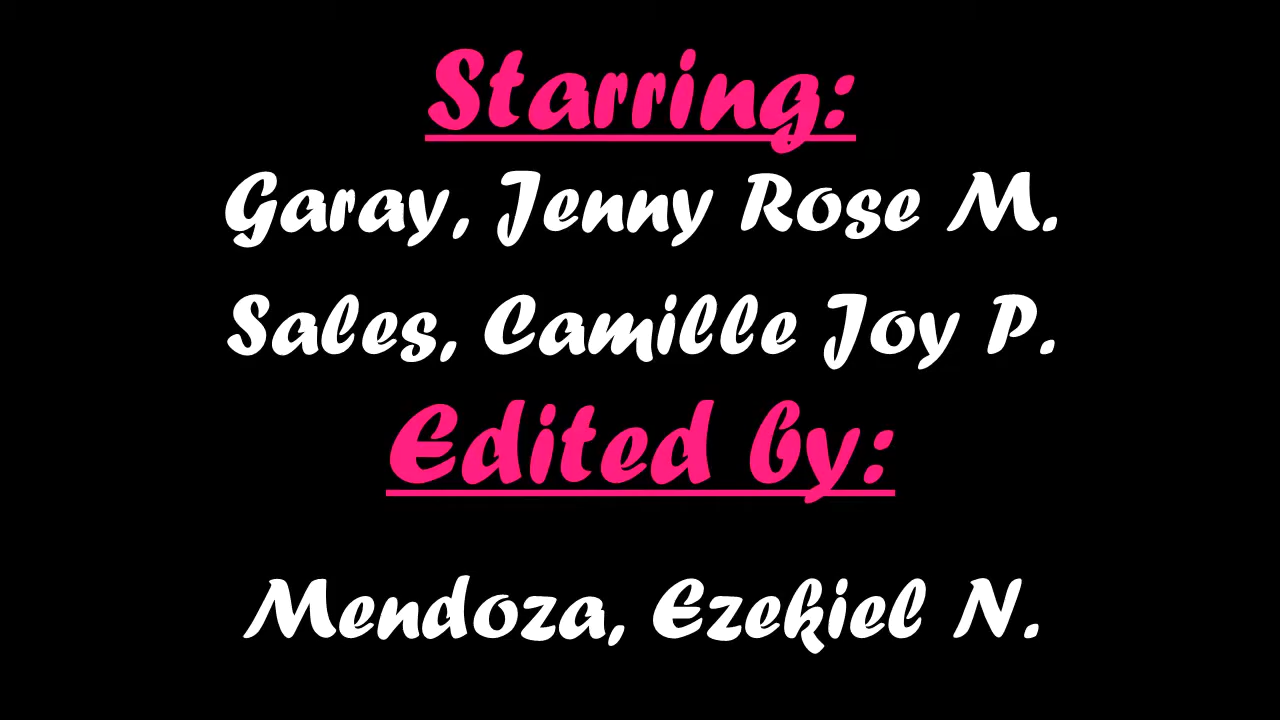 Starring:
Garay, Jenny Rose M.
Sales, Camille Joy P.
Edited by:
Mendoza, Ezekiel N.